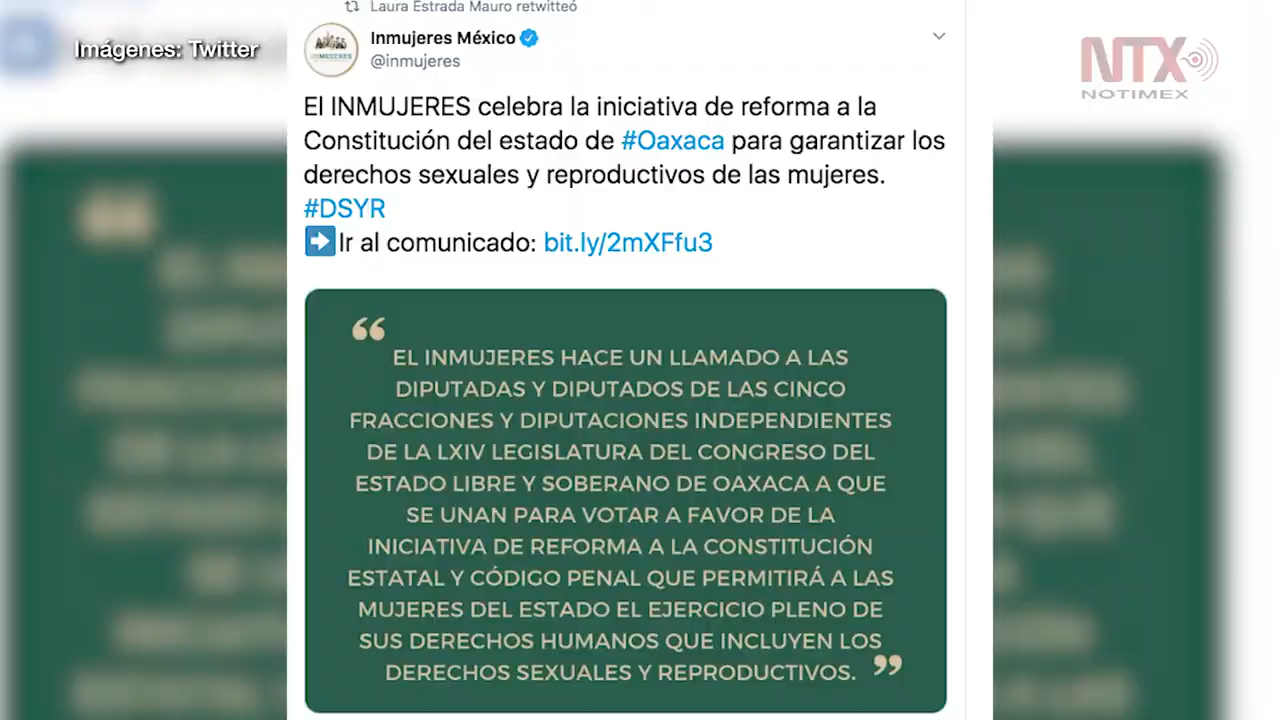 Laura Estrada Mauro retwitteó
Imágenes: Twitter
Inmujeres México
@inmujeres
NTX
NOTIMEX
El INMUJERES celebra la iniciativa de reforma a la
Constitución del estado de #Oaxaca para garantizar los
derechos sexuales y reproductivos de las mujeres.
#DSYR
Ir al comunicado: bit.ly/2mXFfu3
“
EL INMUJERES HACE UN LLAMADO A LAS
DIPUTADAS Y DIPUTADOS DE LAS CINCO
FRACCIONES Y DIPUTACIONES INDEPENDIENTES
DE LA LXIV LEGISLATURA DEL CONGRESO DEL
ESTADO LIBRE Y SOBERANO DE OAXACA A QUE
SE UNAN PARA VOTAR A FAVOR DE LA
INICIATIVA DE REFORMA A LA CONSTITUCIÓN
ESTATAL Y CÓDIGO PENAL QUE PERMITIRÁ A LAS
MUJERES DEL ESTADO EL EJERCICIO PLENO DE
SUS DERECHOS HUMANOS QUE INCLUYEN LOS
DERECHOS SEXUALES Y REPRODUCTIVOS. ”